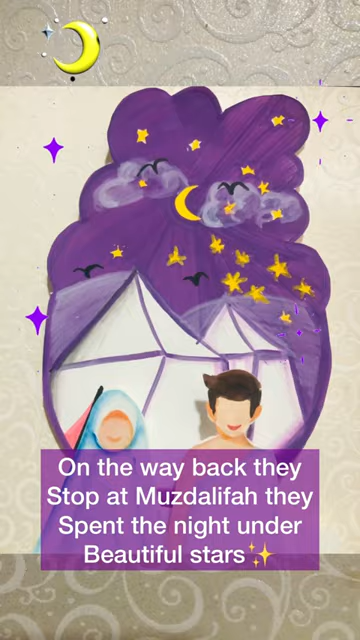 On the way back they
Stop at Muzdalifah they
Spent the night under
Beautiful stars✨